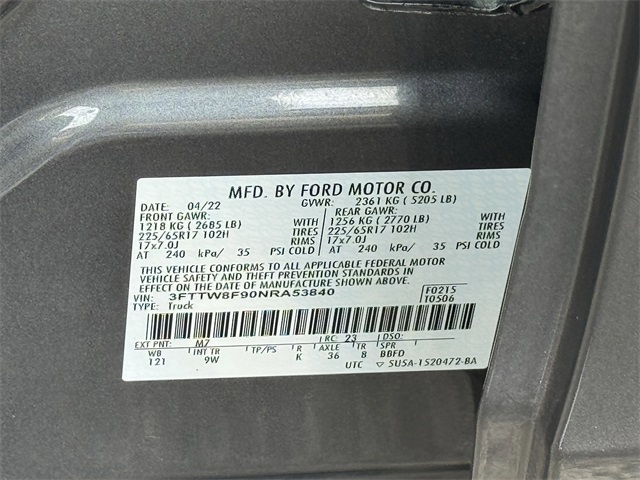 MFD. BY FORD MOTOR CO.
DATE: 04/22 GVWR: 2361 KG ( 5205 LB)
FRONT GAWR: REAR GAWR:
1218 KG ( 2685 LB) WITH 1256 KG ( 2770 LB) WITH
225/65R17 102H TIRES 225/65R17 102H TIRES
17x7.0J RIMS 17x7.0J RIMS
AT 240 kPa/ 35 PSI COLD AT 240 kPa/ 35 PSI COLD
THIS VEHICLE CONFORMS TO ALL APPLICABLE FEDERAL MOTOR
VEHICLE SAFETY AND THEFT PREVENTION STANDARDS IN
EFFECT ON THE DATE OF MANUFACTURE SHOWN ABOVE.
VIN: 3FTTW8F90NRA53840 F0215
TYPE: Truck T0506
EXT PNT: M7 RC: 23 DSO:
WB INT TR TP/PS R AXLE TR SPR
121 9W K 36 8 BBFD
UTC ▽ SU5A-1520472-BA